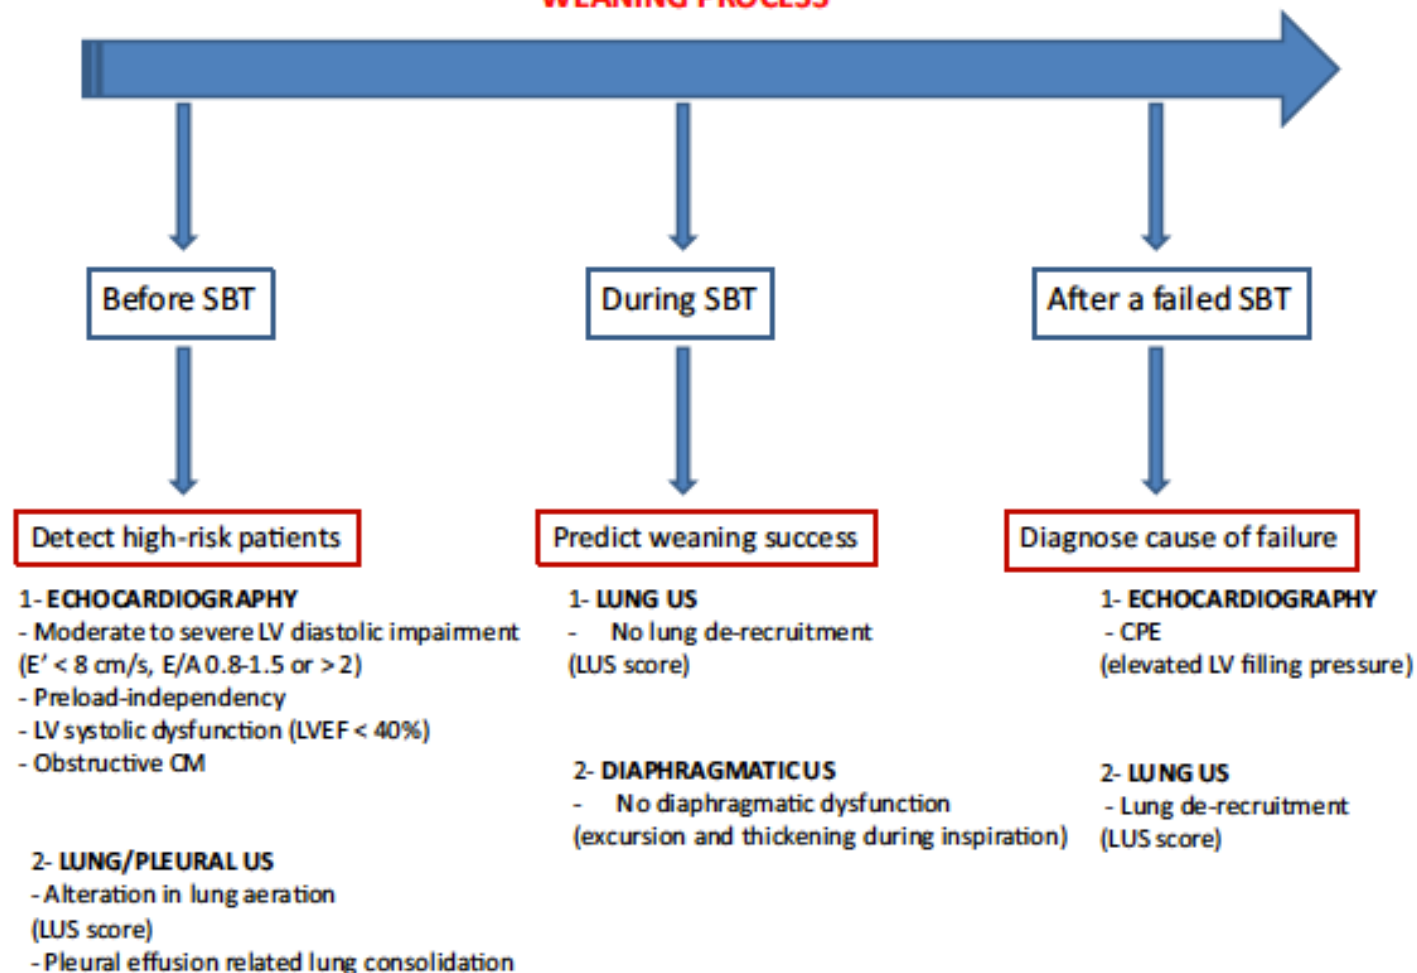 WEANING PROCESS
Before SBT
During SBT
After a failed SBT
Detect high-risk patients
Predict weaning success
Diagnose cause of failure
1- ECHOCARDIOGRAPHY
- Moderate to severe LV diastolic impairment
(E' < 8 cm/s, E/A 0.8-1.5 or > 2)
- Preload-independency
- LV systolic dysfunction (LVEF < 40%)
- Obstructive CM
2- LUNG/PLEURAL US
- Alteration in lung aeration
(LUS score)
- Pleural effusion related lung consolidation
1- LUNG US
- No lung de-recruitment
(LUS score)
2- DIAPHRAGMATIC US
- No diaphragmatic dysfunction
(excursion and thickening during inspiration)
1- ECHOCARDIOGRAPHY
- CPE
(elevated LV filling pressure)
2- LUNG US
- Lung de-recruitment
(LUS score)